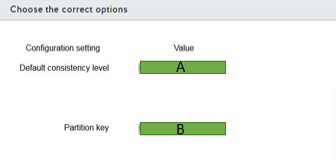 Choose the correct options
Configuration setting Value
Default consistency level A
Partition key B